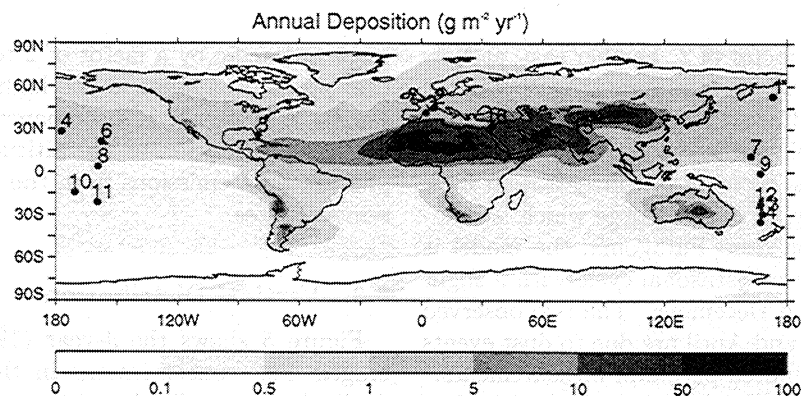 Annual Deposition (g m⁻² yr⁻¹)
90N
60N
30N
0
30S
60S
90S
1
4
6
8
10
11
7
9
12
180 120W 60W 0 60E 120E 180
0 0.1 0.5 1 5 10 50 100